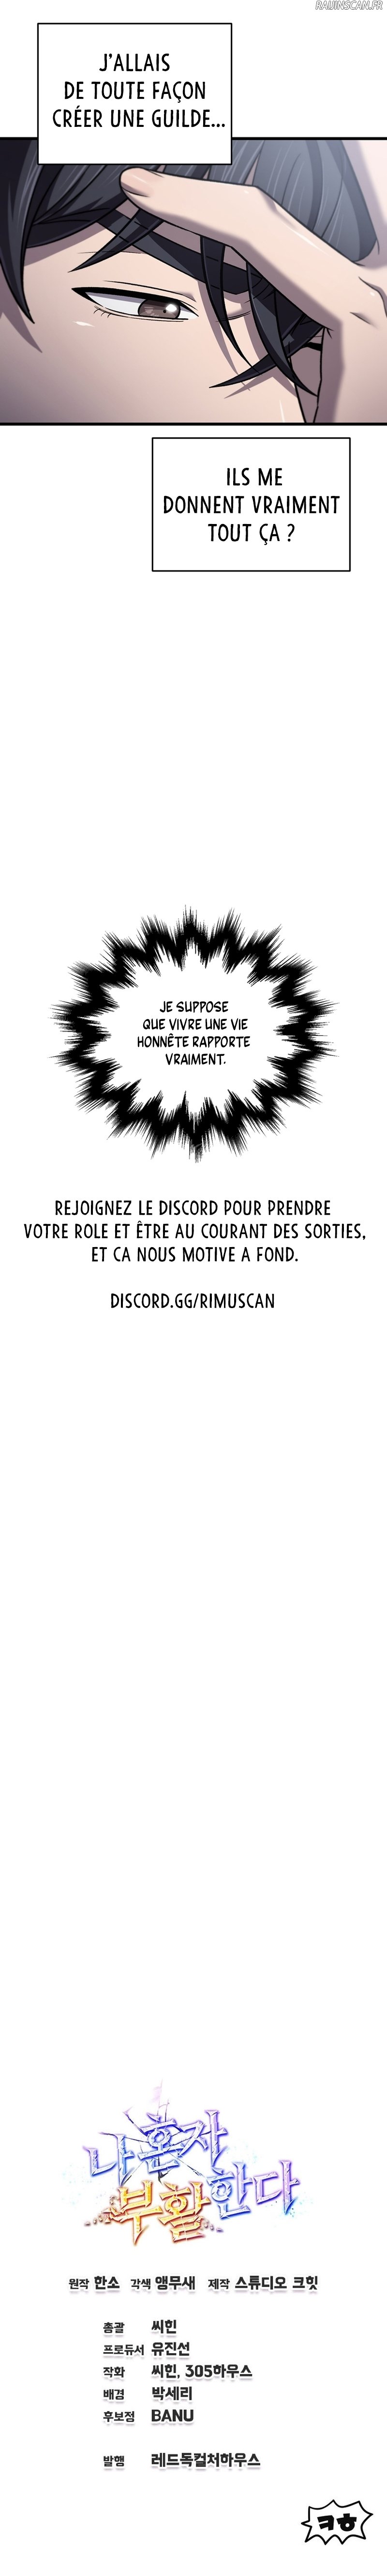 RAIJINSCAN.FR
J'ALLAIS
DE TOUTE FAÇON
CRÉER UNE GUILDE...
ILS ME
DONNENT VRAIMENT
TOUT ÇA ?
JE SUPPOSE
QUE VIVRE UNE VIE
HONNÊTE RAPPORTE
VRAIMENT.
REJOIGNEZ LE DISCORD POUR PRENDRE
VOTRE ROLE ET ÊTRE AU COURANT DES SORTIES,
ET CA NOUS MOTIVE A FOND.
DISCORD.GG/RIMUSCAN
나 혼자
부활한다
원작 한소 각색 앵무새 제작 스튜디오 크힛
총괄 씨힌
프로듀서 유진선
작화 씨힌, 305하우스
배경 박세리
후보정 BANU
발행 레드독컬처하우스
ㅋㅎ